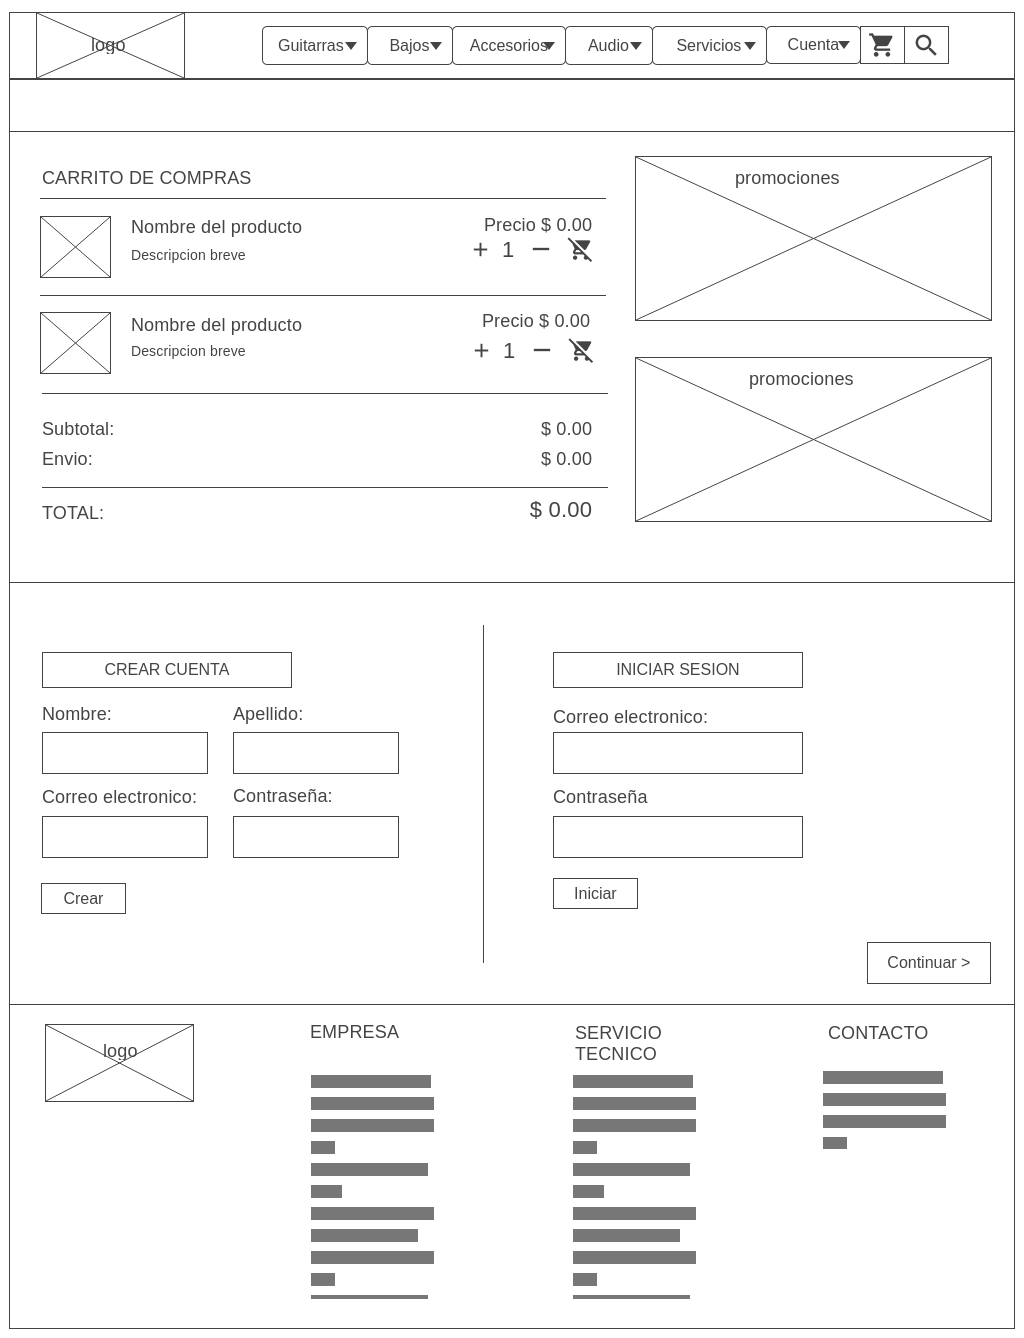 logo
Guitarras
Bajos
Accesorios
Audio
Servicios
Cuenta
CARRITO DE COMPRAS
Nombre del producto
Descripcion breve
Precio $ 0.00
+ 1 −
Nombre del producto
Descripcion breve
Precio $ 0.00
+ 1 −
Subtotal: $ 0.00
Envio: $ 0.00
TOTAL: $ 0.00
promociones
promociones
CREAR CUENTA
Nombre:
Apellido:
Correo electronico:
Contraseña:
Crear
INICIAR SESION
Correo electronico:
Contraseña
Iniciar
Continuar >
logo
EMPRESA
SERVICIO
TECNICO
CONTACTO